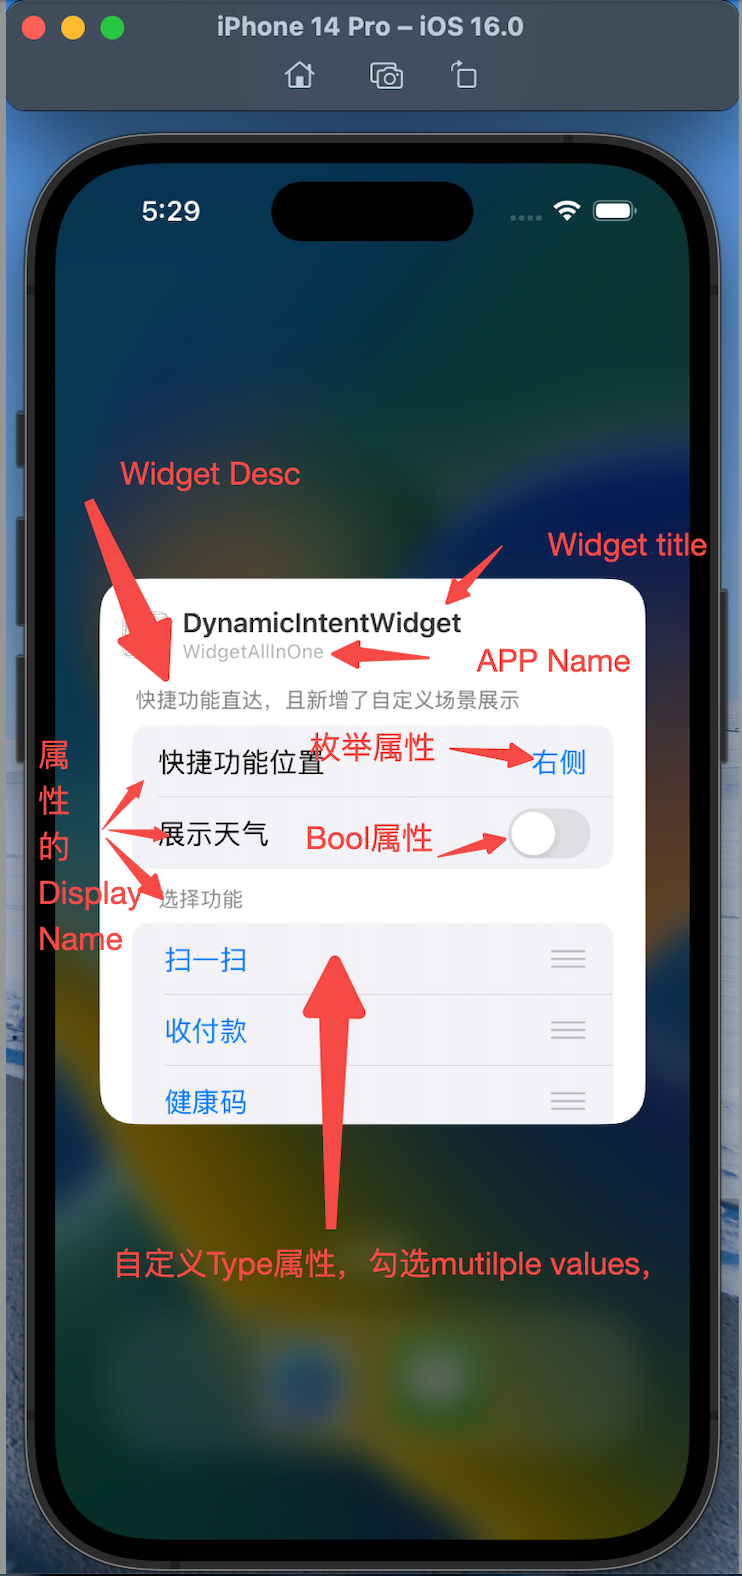 iPhone 14 Pro – iOS 16.0
5:29
Widget Desc
Widget title
DynamicIntentWidget
WidgetAllInOne
APP Name
快捷功能直达，且新增了自定义场景展示
快捷功能位置
枚举属性
右侧
展示天气
Bool属性
属
性
的
Display
Name
选择功能
扫一扫
收付款
健康码
自定义Type属性，勾选mutilple values，